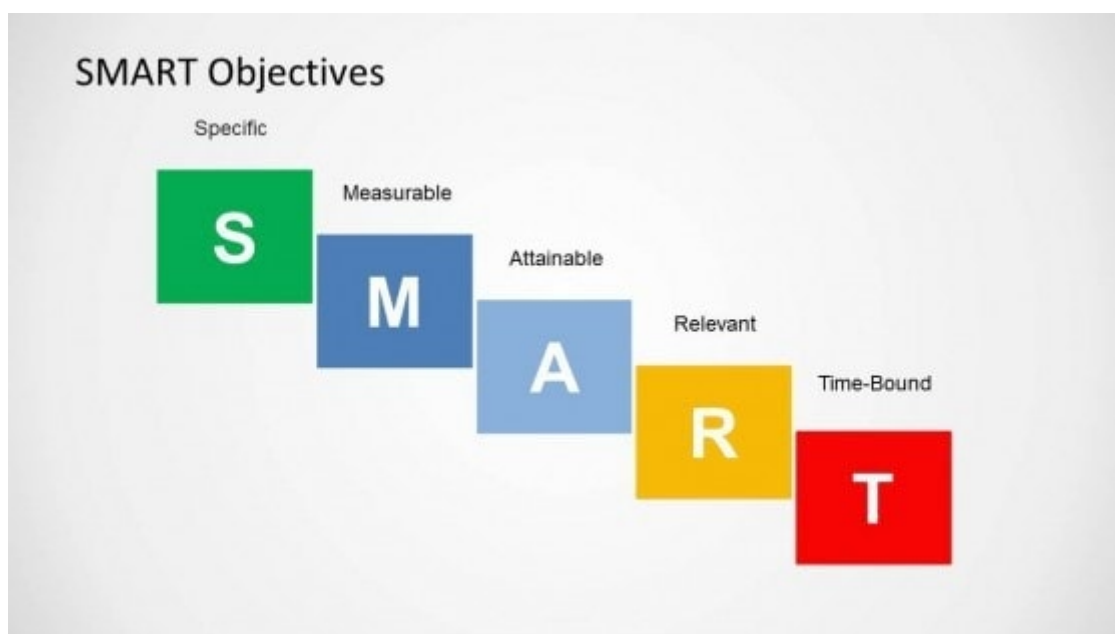 SMART Objectives
Specific
S
Measurable
M
Attainable
A
Relevant
R
Time-Bound
T